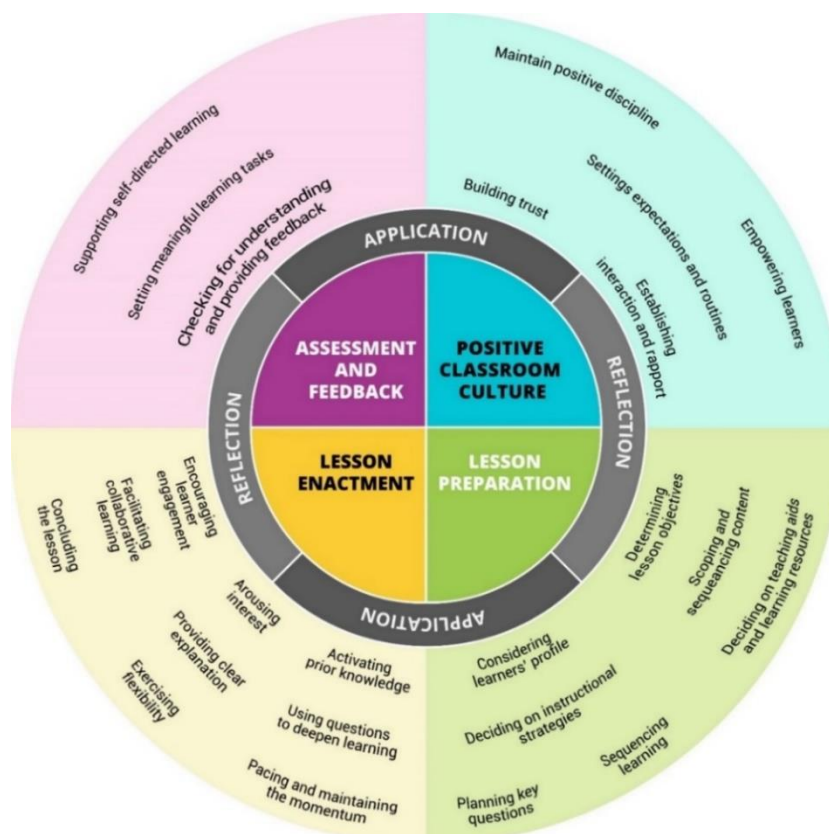 Supporting self-directed learning
Setting meaningful learning tasks
Checking for understanding
and providing feedback
Maintain positive discipline
Building trust
Settings expectations and routines
Establishing
interaction and rapport
Empowering learners
APPLICATION
REFLECTION
REFLECTION
APPLICATION
ASSESSMENT
AND
FEEDBACK
POSITIVE
CLASSROOM
CULTURE
LESSON
ENACTMENT
LESSON
PREPARATION
Encouraging
learner
engagement
Facilitating
collaborative
learning
Concluding
the lesson
Arousing
interest
Providing clear
explanation
Exercising
flexibility
Activating
prior knowledge
Using questions
to deepen learning
Pacing and maintaining
the momentum
Determining
lesson objectives
Scoping and
sequeancing content
Deciding on teaching aids
and learning resources
Considering
learners' profile
Deciding on instructional
strategies
Sequencing
learning
Planning key
questions